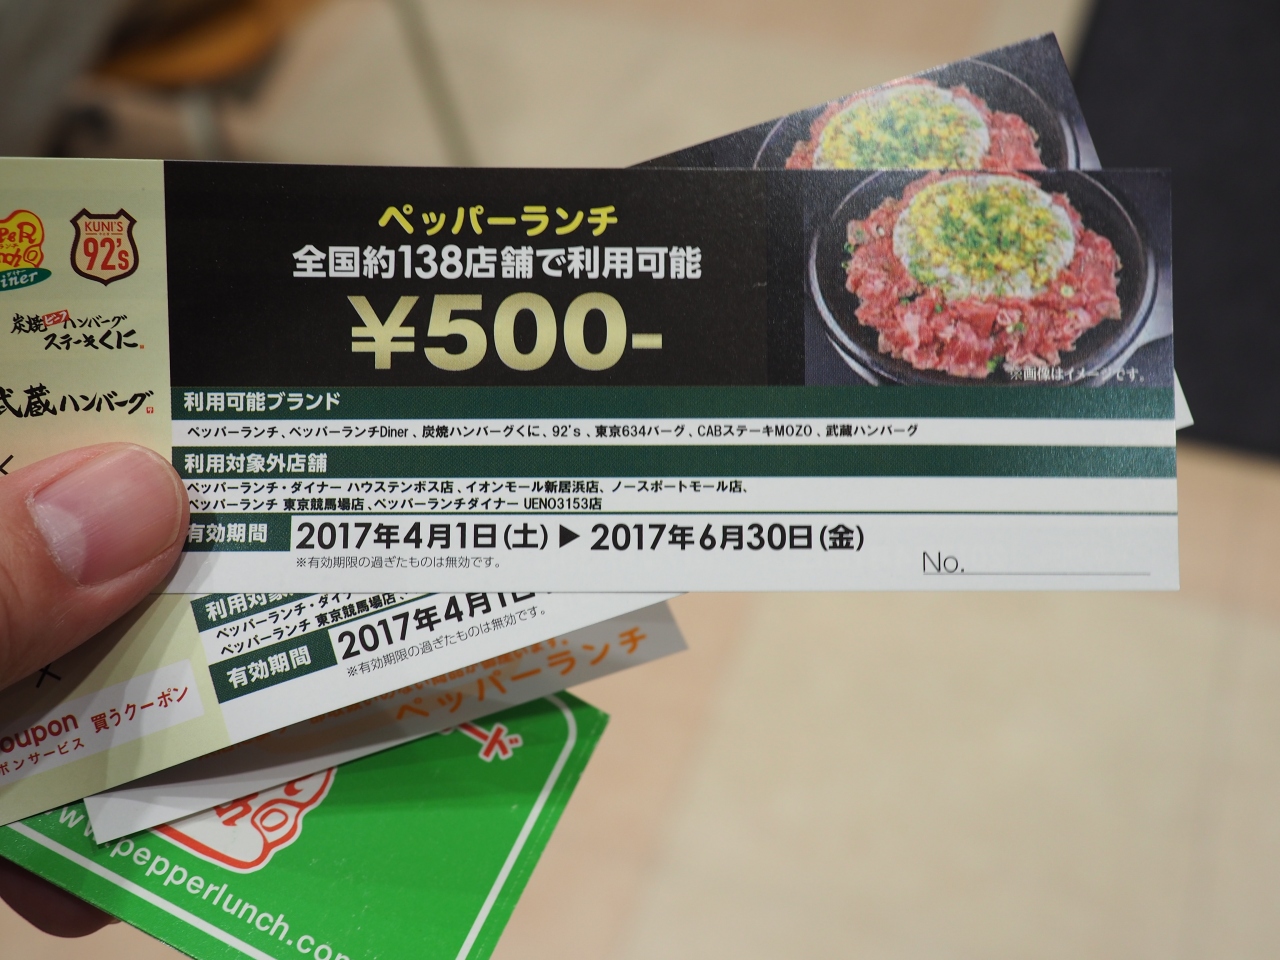 KUNI'S
92's
炭焼ビーフハンバーグ
ステーキくに。
武蔵ハンバーグ
ペッパーランチ
全国約138店舗で利用可能
¥500-
※画像はイメージです。
利用可能ブランド
ペッパーランチ、ペッパーランチDiner、炭焼ハンバーグくに、92's、東京634バーグ、CABステーキMOZO、武蔵ハンバーグ
利用対象外店舗
ペッパーランチ・ダイナー ハウステンボス店、イオンモール新居浜店、ノースポートモール店、
ペッパーランチ 東京競馬場店、ペッパーランチダイナー UENO3153店
有効期間 2017年4月1日(土)▶2017年6月30日(金)
※有効期限の過ぎたものは無効です。
No.
利用対象
ペッパーランチ・ダイナ
ペッパーランチ 東京競馬場店、
有効期間 2017年4月1日
※有効期限の過ぎたものは無効です。
oupon 買うクーポン
ポンサービス
ペッパーランチ
www.pepperlunch.com